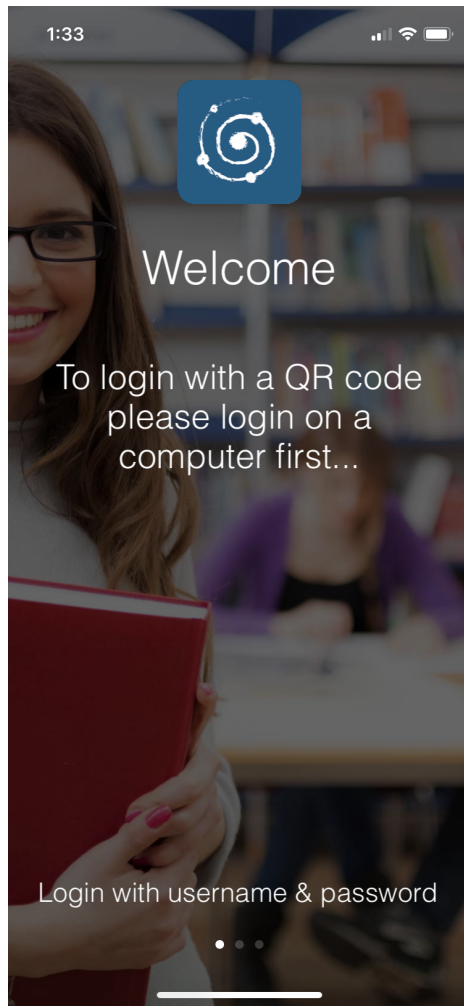 1:33
Welcome
To login with a QR code
please login on a
computer first...
Login with username & password